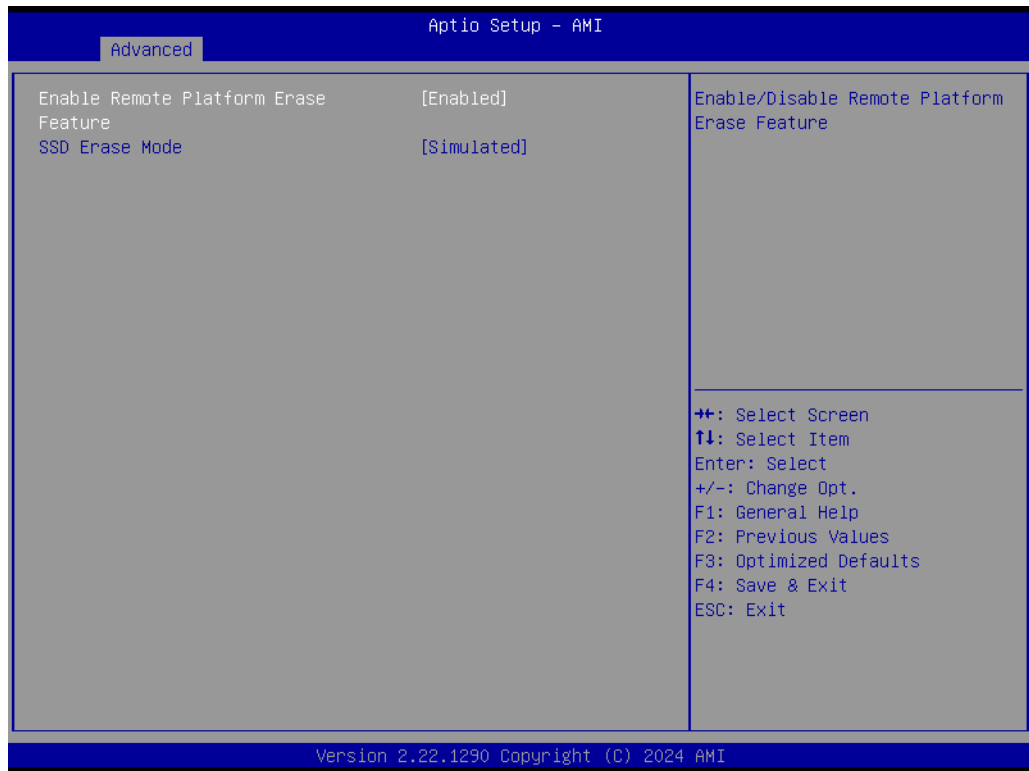 Aptio Setup – AMI
Advanced
Enable Remote Platform Erase Feature [Enabled]
SSD Erase Mode [Simulated]
Enable/Disable Remote Platform
Erase Feature
→←: Select Screen
↑↓: Select Item
Enter: Select
+/-: Change Opt.
F1: General Help
F2: Previous Values
F3: Optimized Defaults
F4: Save & Exit
ESC: Exit
Version 2.22.1290 Copyright (C) 2024 AMI